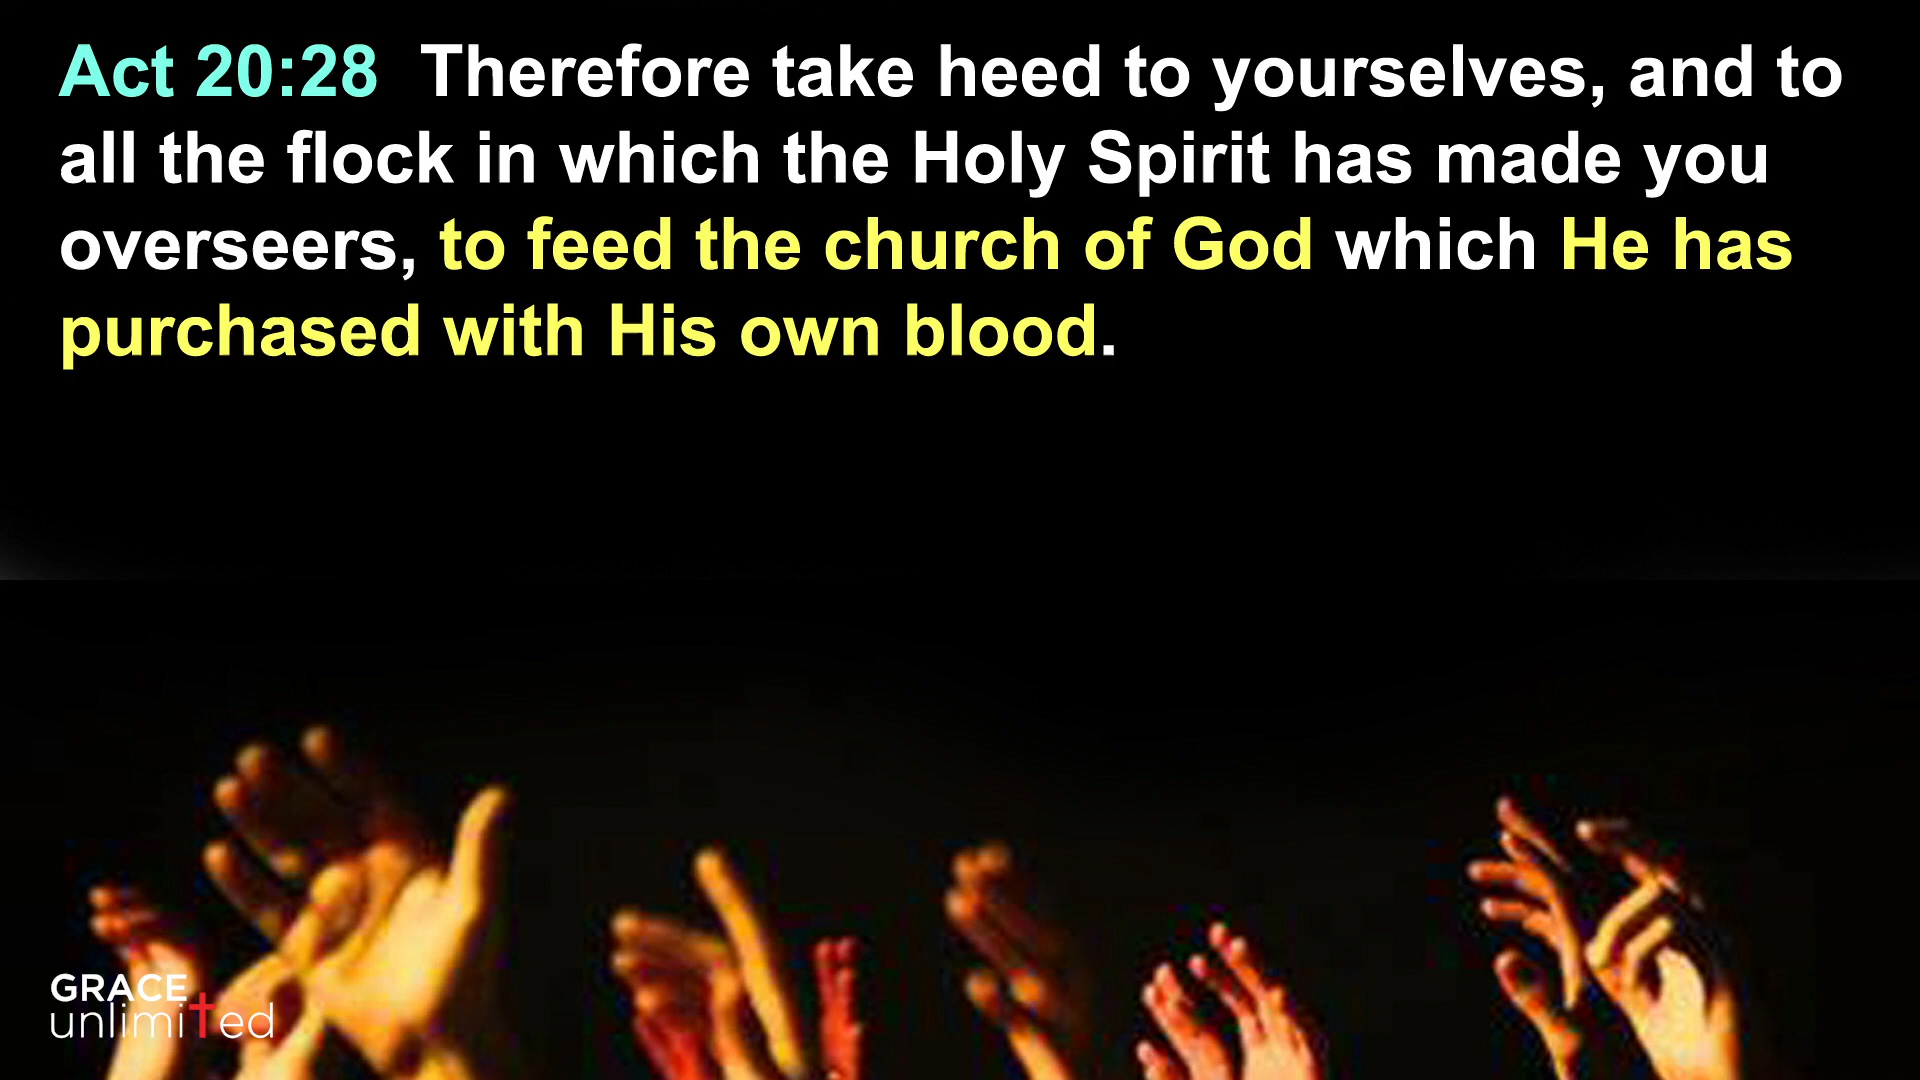 Act 20:28  Therefore take heed to yourselves, and to
all the flock in which the Holy Spirit has made you
overseers, to feed the church of God which He has
purchased with His own blood.
GRACE
unlimited